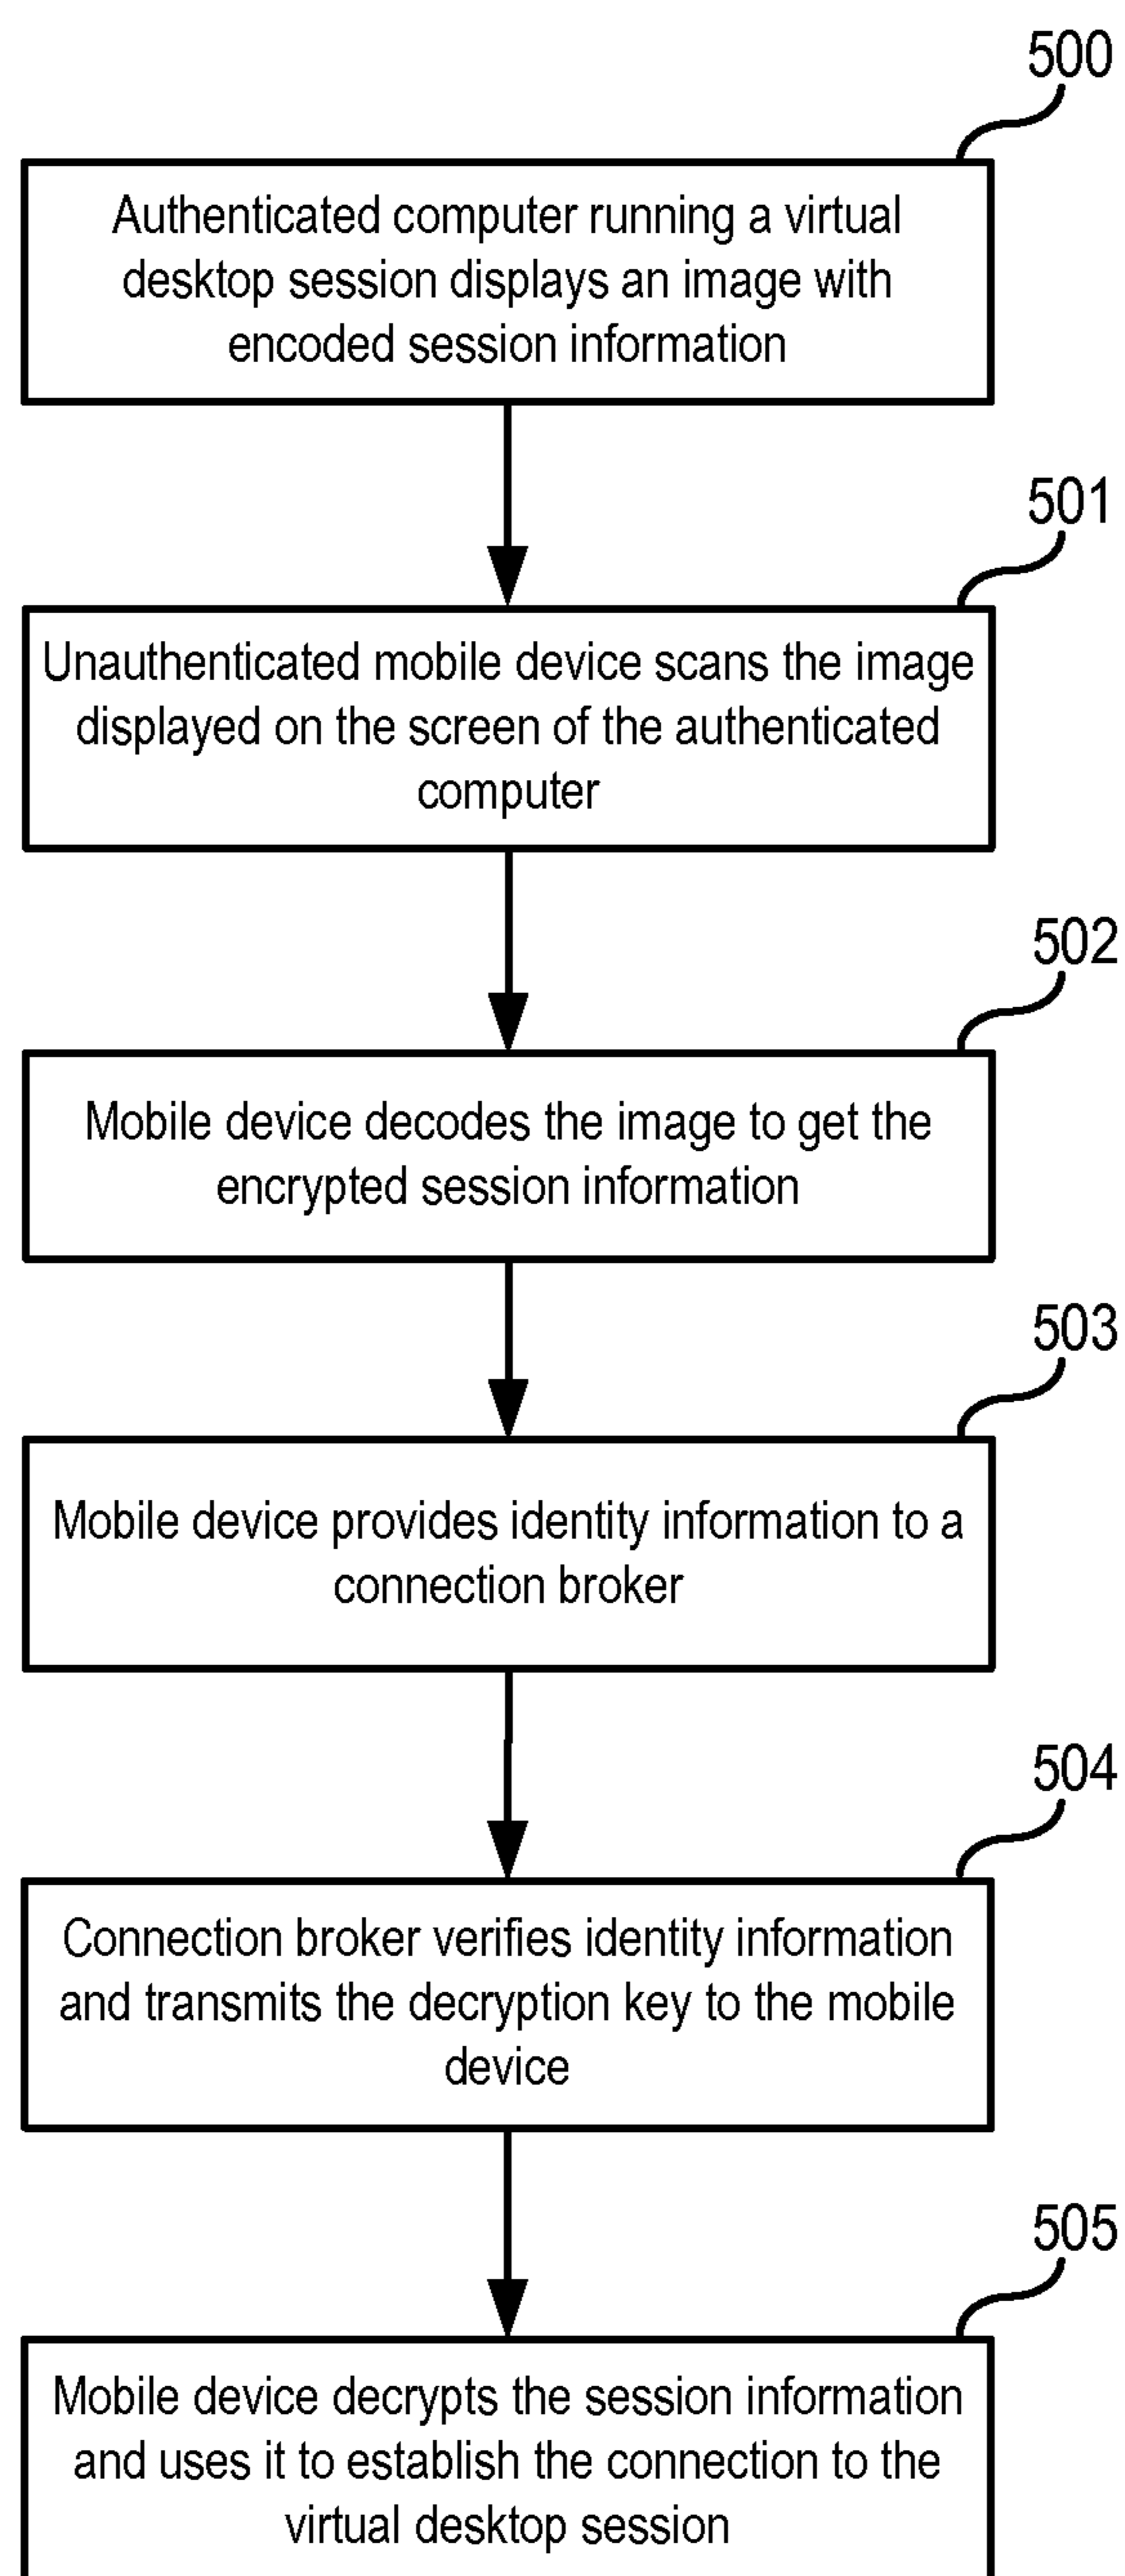 500
Authenticated computer running a virtual
desktop session displays an image with
encoded session information
501
Unauthenticated mobile device scans the image
displayed on the screen of the authenticated
computer
502
Mobile device decodes the image to get the
encrypted session information
503
Mobile device provides identity information to a
connection broker
504
Connection broker verifies identity information
and transmits the decryption key to the mobile
device
505
Mobile device decrypts the session information
and uses it to establish the connection to the
virtual desktop session